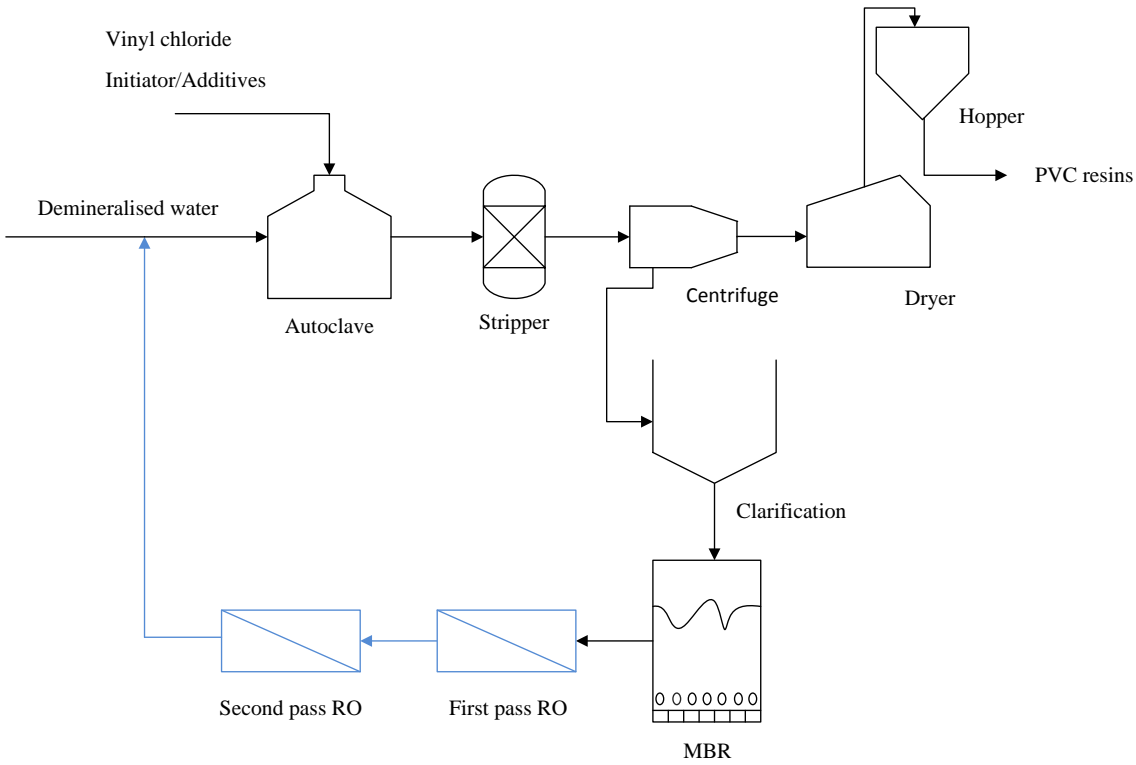 Vinyl chloride
Initiator/Additives
Hopper
PVC resins
Demineralised water
Centrifuge
Dryer
Stripper
Autoclave
Clarification
Second pass RO
First pass RO
MBR